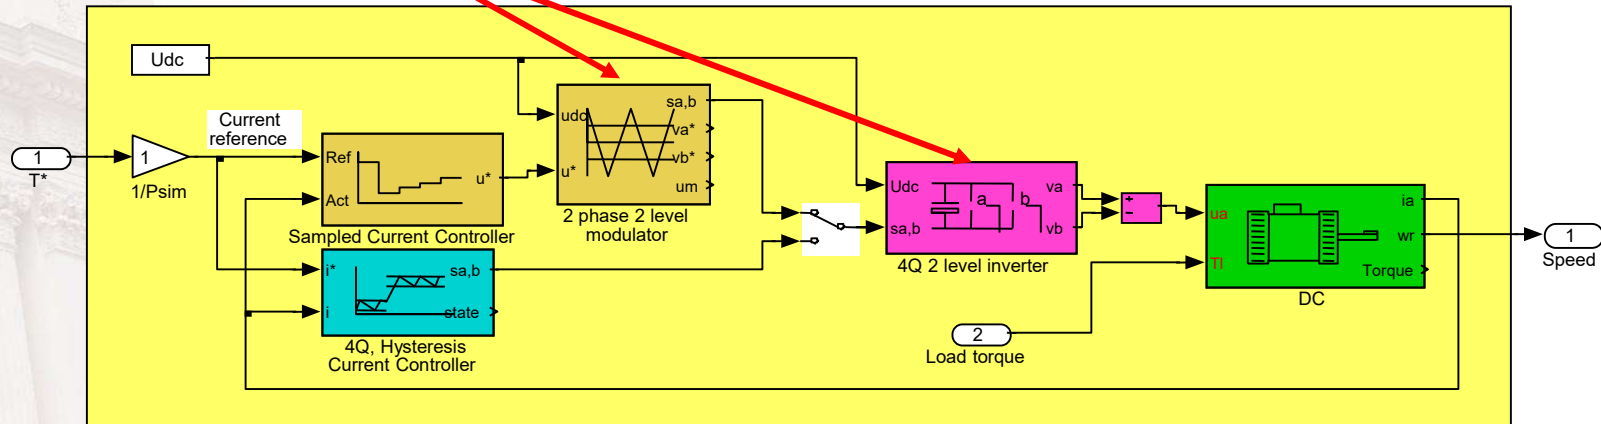 Udc
Current
reference
1
T*
1
1/Psim
Ref
Act
u*
Sampled Current Controller
i*
i
sa,b
state
4Q, Hysteresis
Current Controller
udc
u*
sa,b
va*
vb*
um
2 phase 2 level
modulator
Udc
sa,b
a
b
va
vb
4Q 2 level inverter
+
-
2
Load torque
ua
Tl
ia
wr
Torque
DC
1
Speed